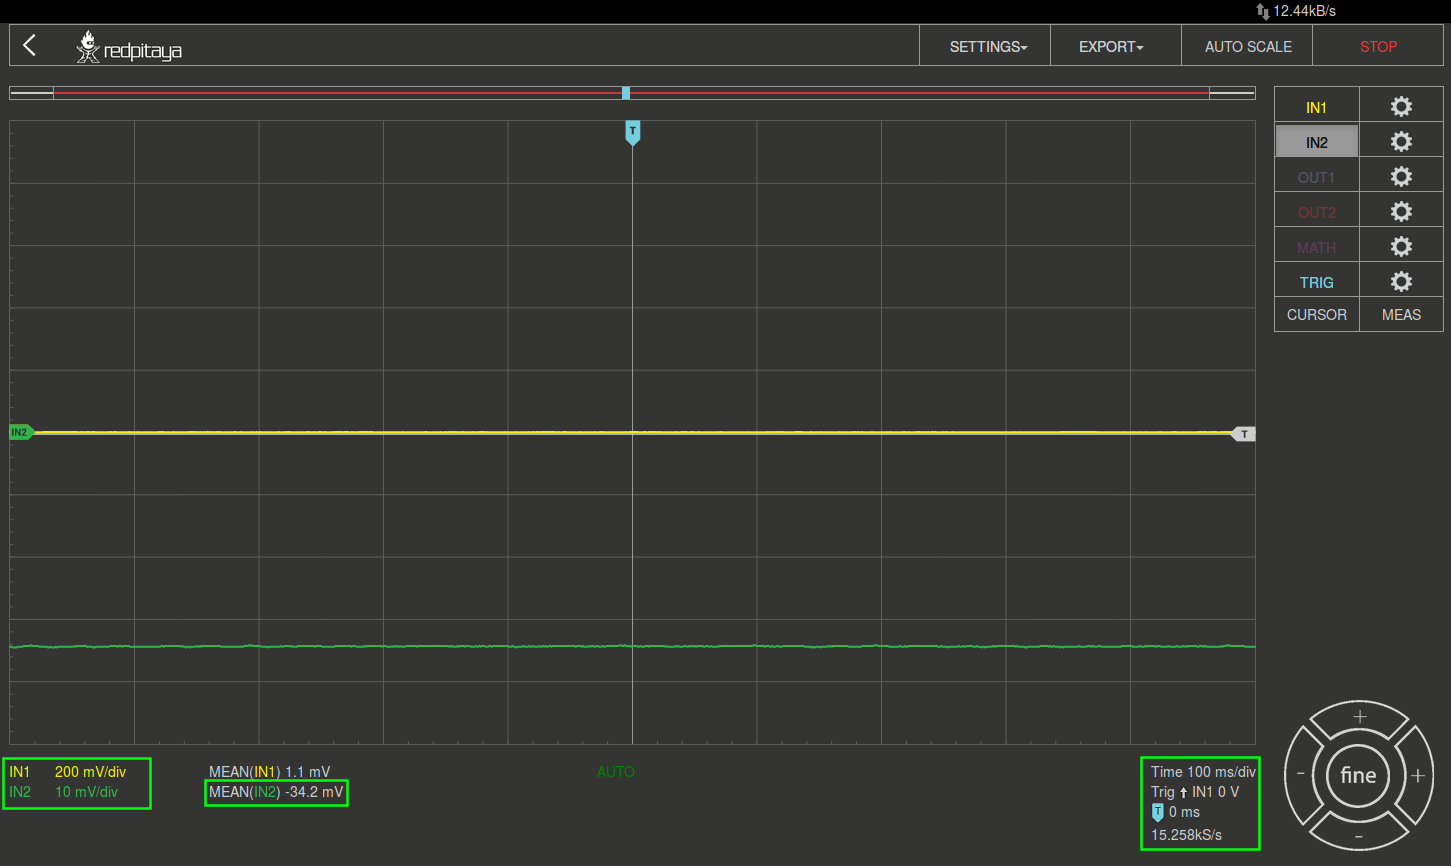 12.44kB/s
redpitaya
SETTINGS
EXPORT
AUTO SCALE
STOP
T
IN1
IN2
OUT1
OUT2
MATH
TRIG
CURSOR MEAS
IN2
T
IN1 200 mV/div
IN2 10 mV/div
MEAN(IN1) 1.1 mV
MEAN(IN2) -34.2 mV
AUTO
Time 100 ms/div
Trig IN1 0 V
T 0 ms
15.258kS/s
+
- fine +
-